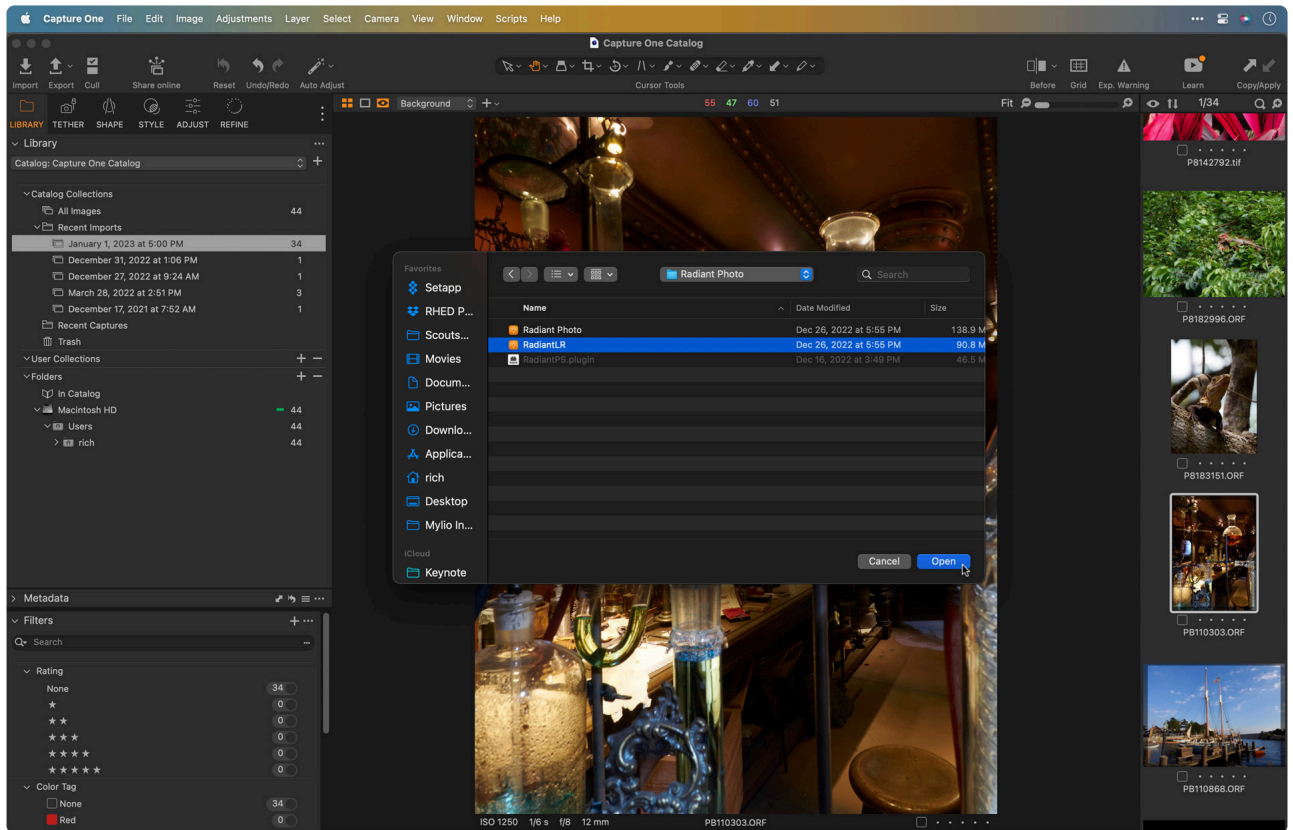 Capture One File Edit Image Adjustments Layer Select Camera View Window Scripts Help
Capture One Catalog
Import Export Cull Share online Reset Undo/Redo Auto Adjust Cursor Tools Before Grid Exp. Warning Learn Copy/Apply
LIBRARY TETHER SHAPE STYLE ADJUST REFINE
Background
55 47 60 51
Fit
1/34
Library
Catalog: Capture One Catalog
Catalog Collections
All Images 44
Recent Imports
January 1, 2023 at 5:00 PM 34
December 31, 2022 at 1:06 PM 1
December 27, 2022 at 9:24 AM 1
March 28, 2022 at 2:51 PM 3
December 17, 2021 at 7:52 AM 1
Recent Captures
Trash
User Collections
Folders
In Catalog
Macintosh HD 44
Users 44
rich 44
Metadata
Filters
Search
Rating
None 34
0
0
0
0
0
Color Tag
None 34
Red 0
Favorites
Setapp
RHED P...
Scouts...
Movies
Docum...
Pictures
Downlo...
Applica...
rich
Desktop
Mylio In...
iCloud
Keynote
Radiant Photo
Search
Name Date Modified Size
Radiant Photo Dec 26, 2022 at 5:55 PM 138.9 M
RadiantLR Dec 26, 2022 at 5:55 PM 90.8 M
RadiantPS.plugin Dec 16, 2022 at 3:49 PM 46.5 M
Cancel Open
ISO 1250 1/6 s f/8 12 mm PB110303.ORF
P8142792.tif
P8182996.ORF
P8183151.ORF
PB110303.ORF
PB110868.ORF